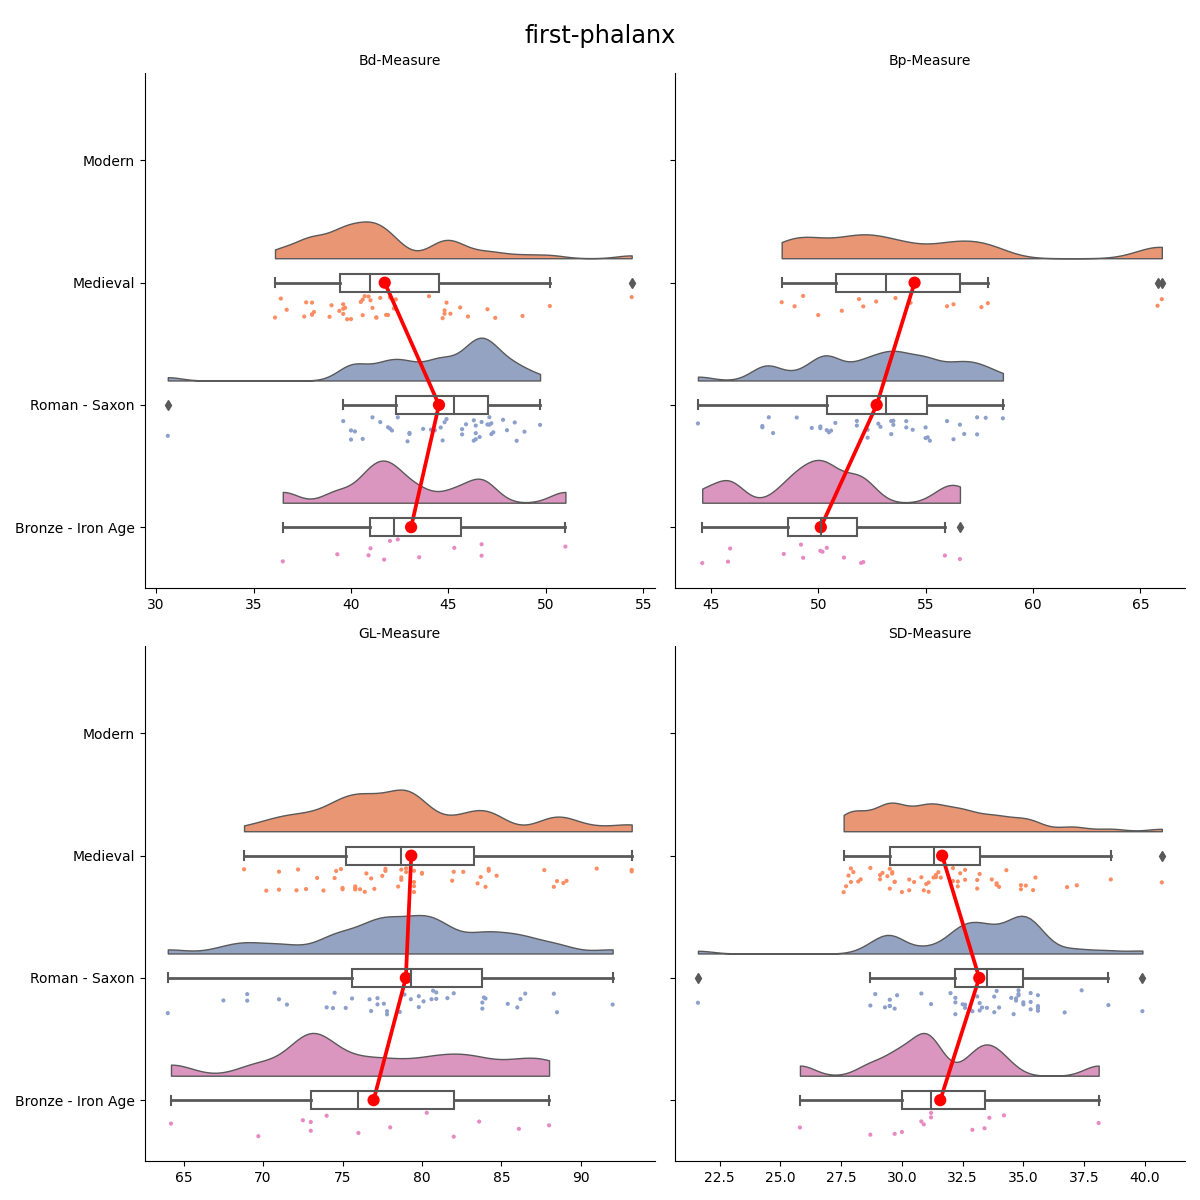 first-phalanx
Bd-Measure
Bp-Measure
Modern
Medieval
Roman - Saxon
Bronze - Iron Age
30 35 40 45 50 55
45 50 55 60 65
GL-Measure
SD-Measure
Modern
Medieval
Roman - Saxon
Bronze - Iron Age
65 70 75 80 85 90
22.5 25.0 27.5 30.0 32.5 35.0 37.5 40.0